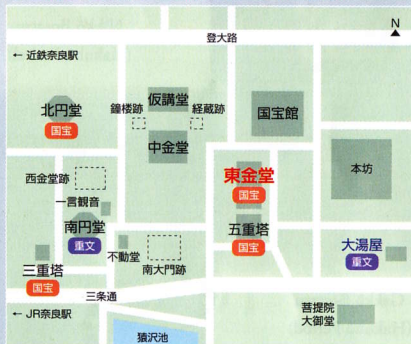 N
登大路
← 近鉄奈良駅
北円堂
国宝
鐘楼跡
仮講堂
経蔵跡
中金堂
国宝館
東金堂
国宝
本坊
西金堂跡
一言観音
南円堂
重文
不動堂
南大門跡
五重塔
国宝
大湯屋
重文
三重塔
国宝
三条通
← JR奈良駅
猿沢池
菩提院
大御堂